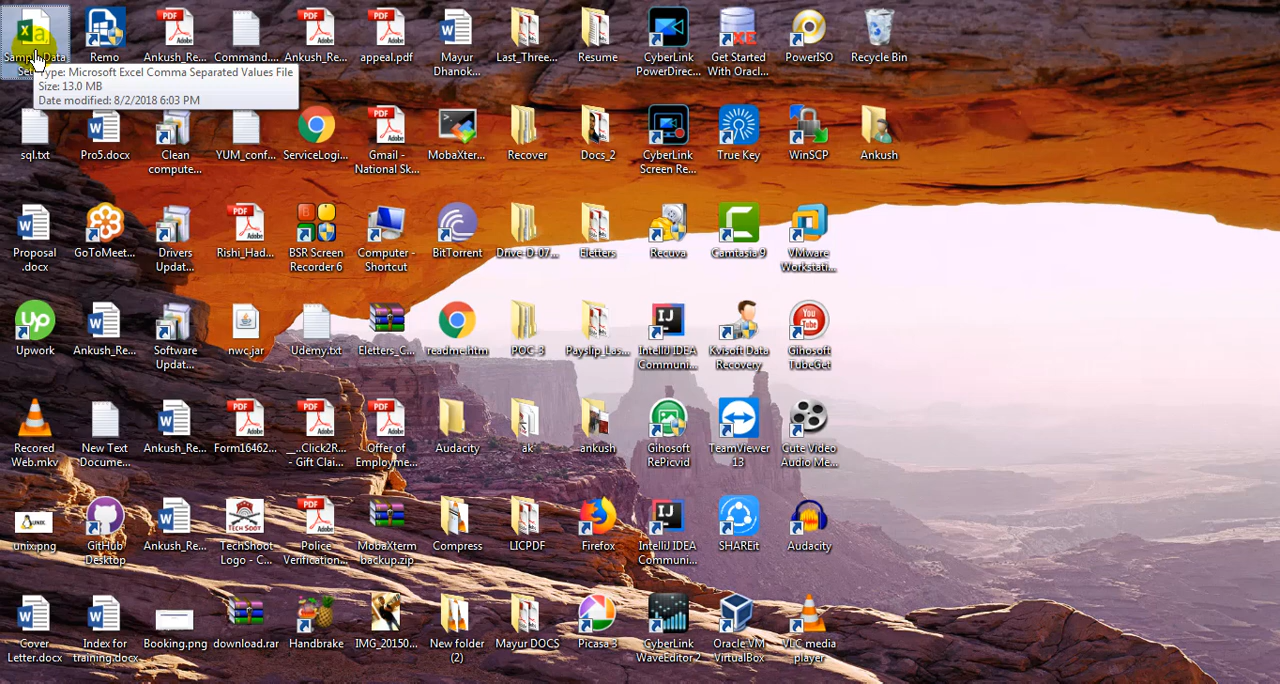 Sample Data
Set
Type: Microsoft Excel Comma Separated Values File
Size: 13.0 MB
Date modified: 8/2/2018 6:03 PM
Remo
Ankush_Re...
Command...
Ankush_Re...
appeal.pdf
Mayur
Dhanok...
Last_Three...
Resume
CyberLink
PowerDirec...
Get Started
With Oracl...
PowerISO
Recycle Bin
sql.txt
Pro5.docx
Clean
compute...
YUM_conf...
ServiceLogi...
Gmail -
National Sk...
MobaXter...
Recover
Docs_2
CyberLink
Screen Re...
True Key
WinSCP
Ankush
Proposal
.docx
GoToMeet...
Drivers
Updat...
Rishi_Had...
BSR Screen
Recorder 6
Computer -
Shortcut
BitTorrent
Drive-D-07...
Eletters
Recuva
Camtasia 9
VMware
Workstati...
Upwork
Ankush_Re...
Software
Updat...
nwc.jar
Udemy.txt
Eletters_C...
readme.htm
POC-3
Payslip_Las...
IntelliJ IDEA
Communi...
Kvisoft Data
Recovery
Gihosoft
TubeGet
Recored
Web.mkv
New Text
Docume...
Ankush_Re...
Form16462...
__..Click2R...
- Gift Clai...
Offer of
Employme...
Audacity
ak
ankush
Gihosoft
RePicvid
TeamViewer
13
Cute Video
Audio Me...
unix.png
GitHub
Desktop
Ankush_Re...
TechShoot
Logo - C...
Police
Verification...
MobaXterm
backup.zip
Compress
LICPDF
Firefox
IntelliJ IDEA
Communi...
SHAREit
Audacity
Cover
Letter.docx
Index for
training.docx
Booking.png
download.rar
Handbrake
IMG_20150...
New folder
(2)
Mayur DOCS
Picasa 3
CyberLink
WaveEditor 2
Oracle VM
VirtualBox
VLC media
player